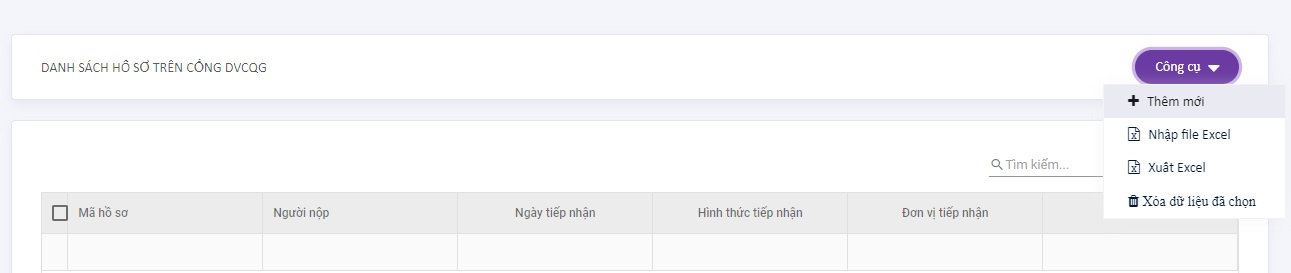 DANH SÁCH HỒ SƠ TRÊN CỔNG DVCQG
Công cụ
Thêm mới
Nhập file Excel
Xuất Excel
Xóa dữ liệu đã chọn
Tìm kiếm...
Mã hồ sơ
Người nộp
Ngày tiếp nhận
Hình thức tiếp nhận
Đơn vị tiếp nhận